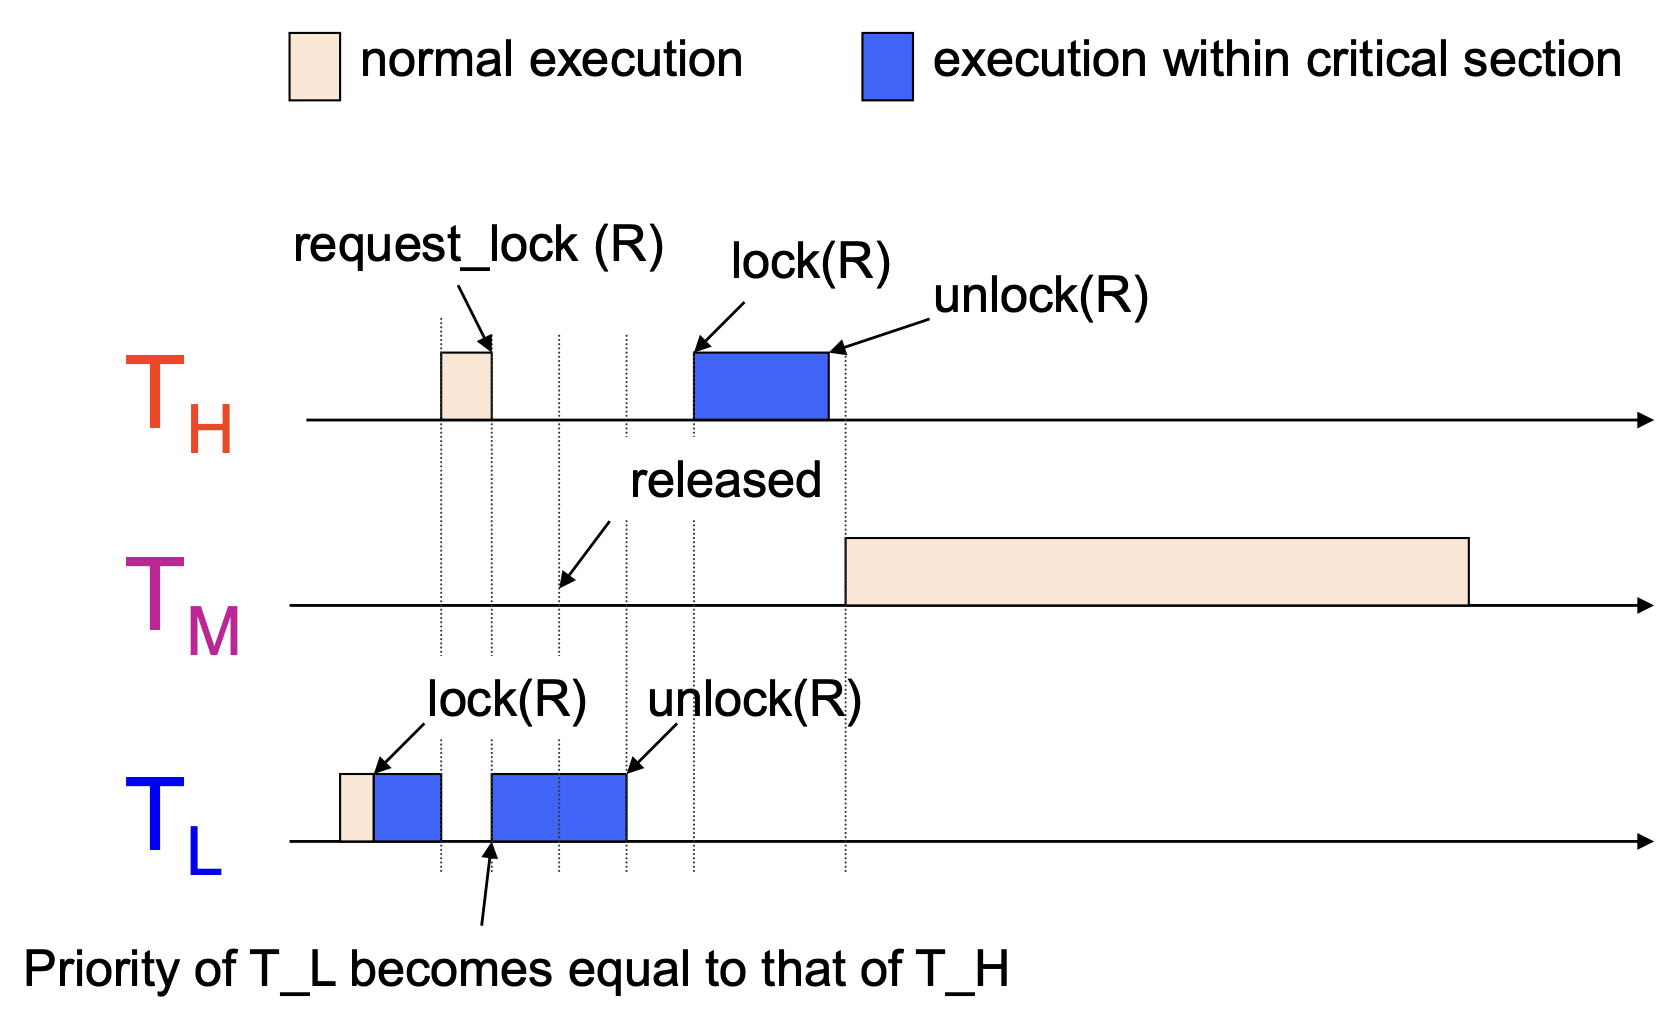 normal execution
execution within critical section
request_lock (R)
lock(R)
unlock(R)
T_H
released
T_M
lock(R)
unlock(R)
T_L
Priority of T_L becomes equal to that of T_H